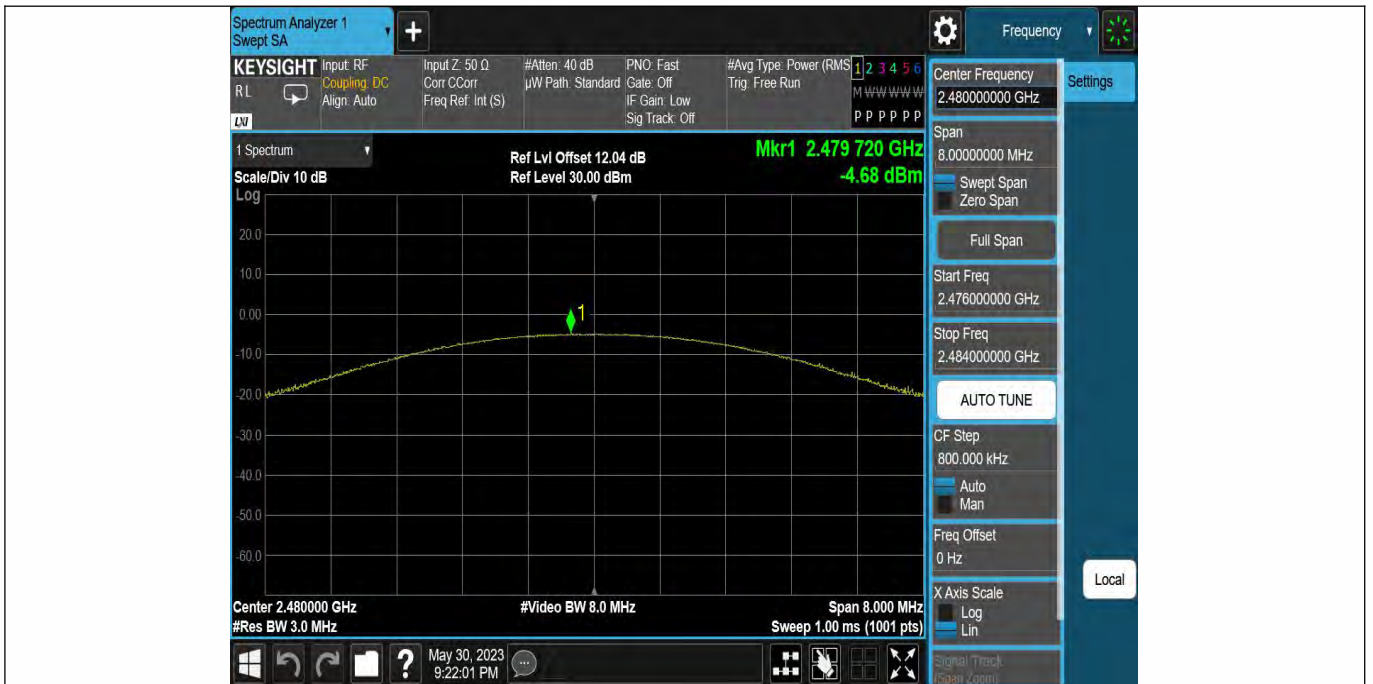 Spectrum Analyzer 1
Swept SA
+
Frequency
KEYSIGHT
RL
LXI
Input: RF
Coupling: DC
Align: Auto
Input Z: 50 Ω
Corr CCorr
Freq Ref: Int (S)
#Atten: 40 dB
µW Path: Standard
PNO: Fast
Gate: Off
IF Gain: Low
Sig Track: Off
#Avg Type: Power (RMS
Trig: Free Run
1 2 3 4 5 6
M W W W W W
P P P P P P
1 Spectrum
Scale/Div 10 dB
Log
Ref Lvl Offset 12.04 dB
Ref Level 30.00 dBm
Mkr1 2.479 720 GHz
-4.68 dBm
20.0
10.0
0.00
-10.0
-20.0
-30.0
-40.0
-50.0
-60.0
1
Center 2.480000 GHz
#Res BW 3.0 MHz
#Video BW 8.0 MHz
Span 8.000 MHz
Sweep 1.00 ms (1001 pts)
?
May 30, 2023
9:22:01 PM
Center Frequency
2.480000000 GHz
Span
8.00000000 MHz
Swept Span
Zero Span
Full Span
Start Freq
2.476000000 GHz
Stop Freq
2.484000000 GHz
AUTO TUNE
CF Step
800.000 kHz
Auto
Man
Freq Offset
0 Hz
X Axis Scale
Log
Lin
Signal Track
(Span Zoom)
Settings
Local